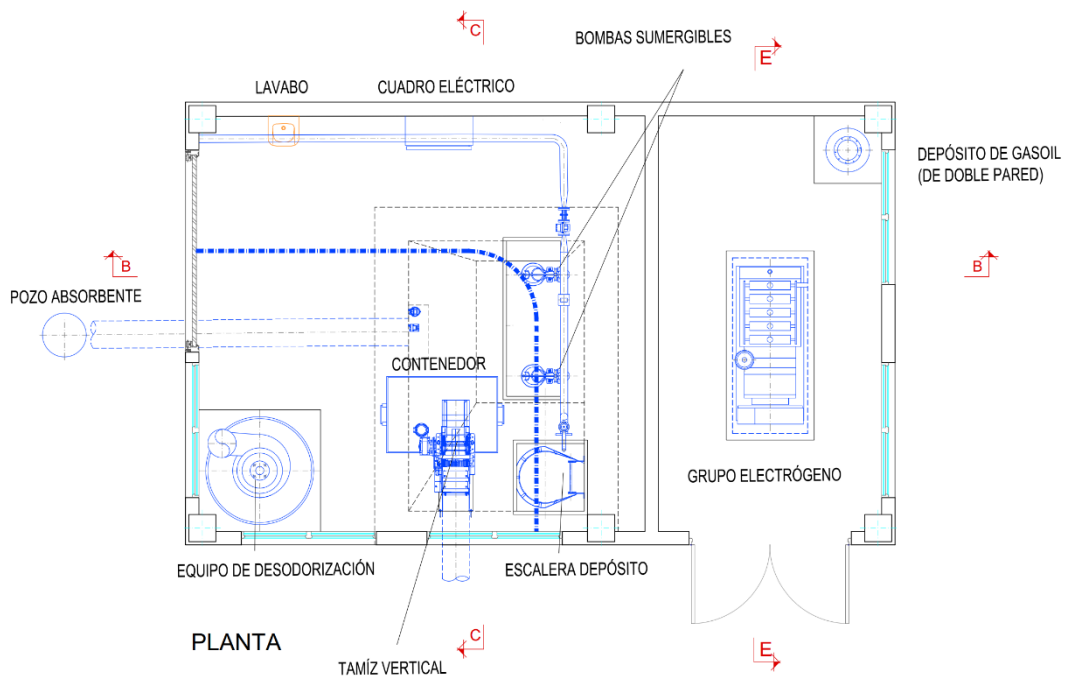 C
BOMBAS SUMERGIBLES
E
LAVABO
CUADRO ELÉCTRICO
DEPÓSITO DE GASOIL
(DE DOBLE PARED)
B
B
POZO ABSORBENTE
CONTENEDOR
GRUPO ELECTRÓGENO
EQUIPO DE DESODORIZACIÓN
ESCALERA DEPÓSITO
PLANTA
C
E
TAMÍZ VERTICAL